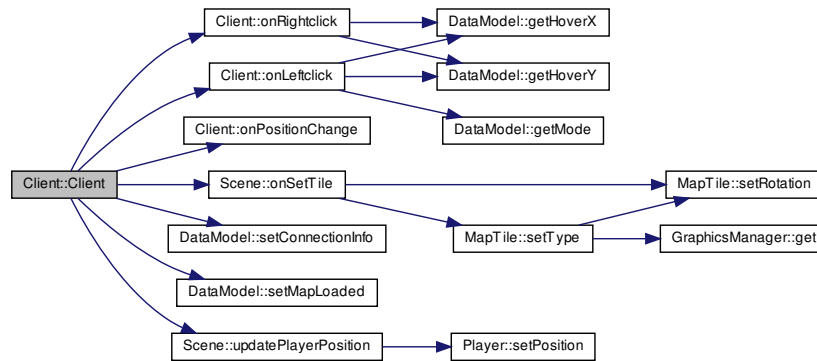 Client::onRightclick
DataModel::getHoverX
Client::onLeftclick
DataModel::getHoverY
Client::onPositionChange
DataModel::getMode
Client::Client
Scene::onSetTile
MapTile::setRotation
DataModel::setConnectionInfo
MapTile::setType
GraphicsManager::get
DataModel::setMapLoaded
Scene::updatePlayerPosition
Player::setPosition